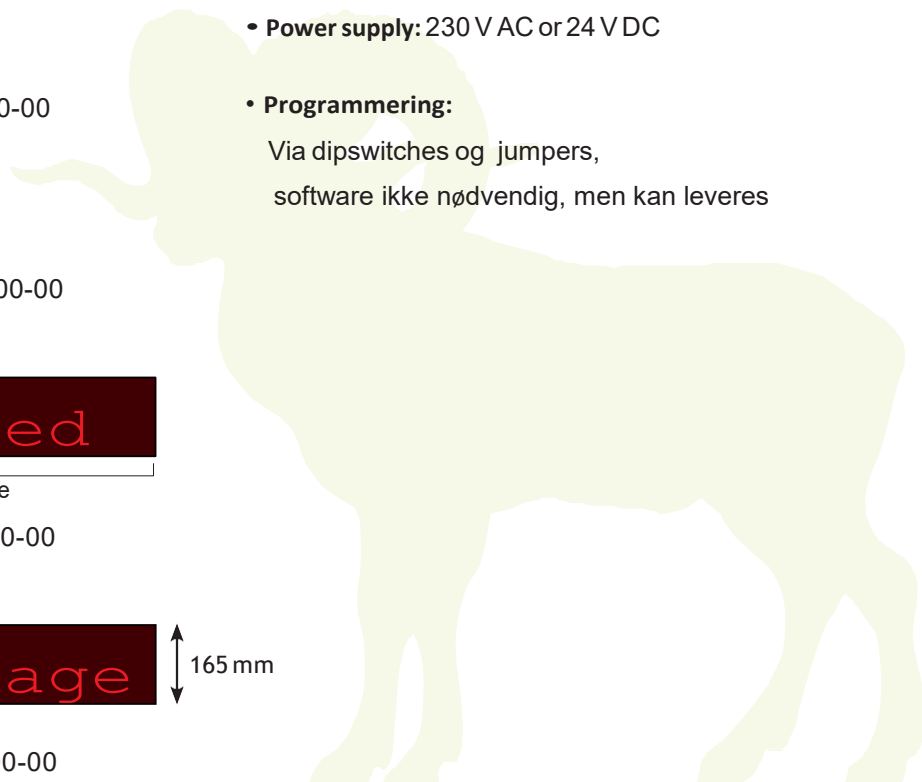 • Power supply: 230 V AC or 24 V DC
0-00
• Programmering:
Via dipswitches og jumpers,
software ikke nødvendig, men kan leveres
00-00
ed
e
0-00
age
165 mm
0-00